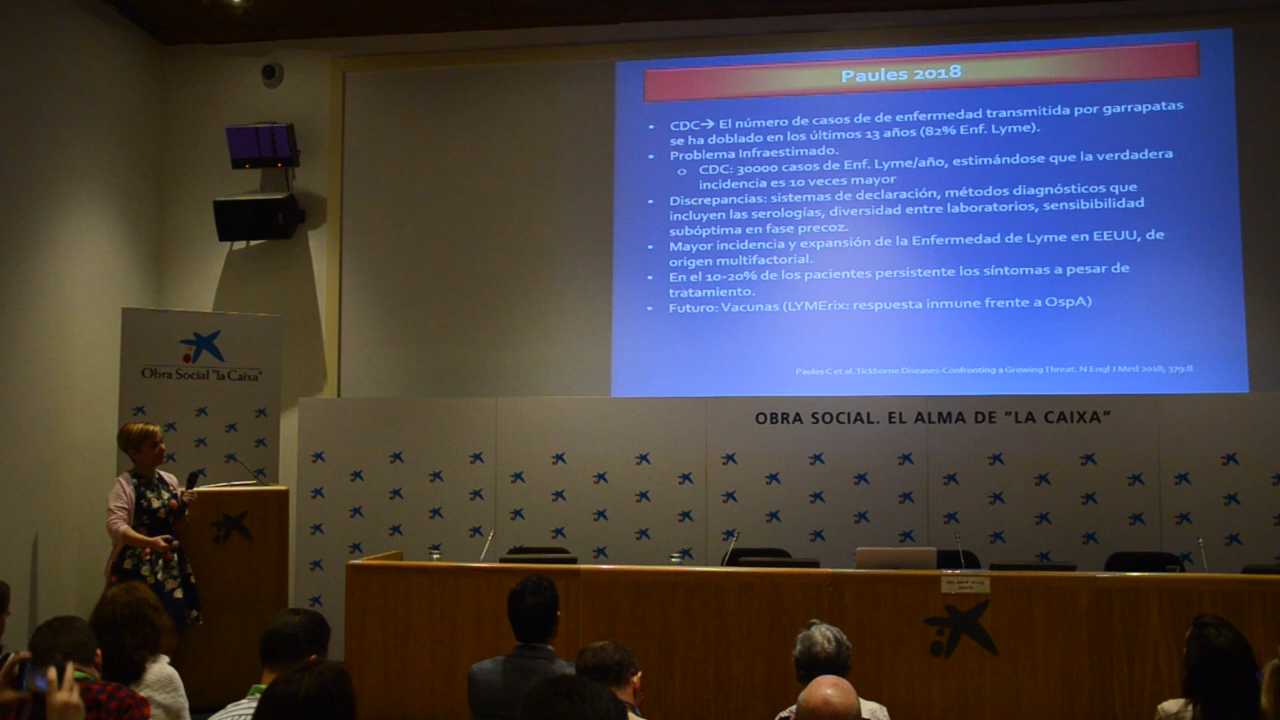 Paules 2018
• CDC→ El número de casos de de enfermedad transmitida por garrapatas
se ha doblado en los últimos 13 años (82% Enf. Lyme).
• Problema Infraestimado.
o CDC: 30000 casos de Enf. Lyme/año, estimándose que la verdadera
incidencia es 10 veces mayor
• Discrepancias: sistemas de declaración, métodos diagnósticos que
incluyen las serologías, diversidad entre laboratorios, sensibibilidad
subóptima en fase precoz.
• Mayor incidencia y expansión de la Enfermedad de Lyme en EEUU, de
origen multifactorial.
• En el 10-20% de los pacientes persistente los síntomas a pesar de
tratamiento.
• Futuro: Vacunas (LYMErix: respuesta inmune frente a OspA)
Paules C et al. Tickborne Diseases-Confronting a Growing Threat. N Engl J Med 2018; 379:8
Obra Social "la Caixa"
OBRA SOCIAL. EL ALMA DE "LA CAIXA"